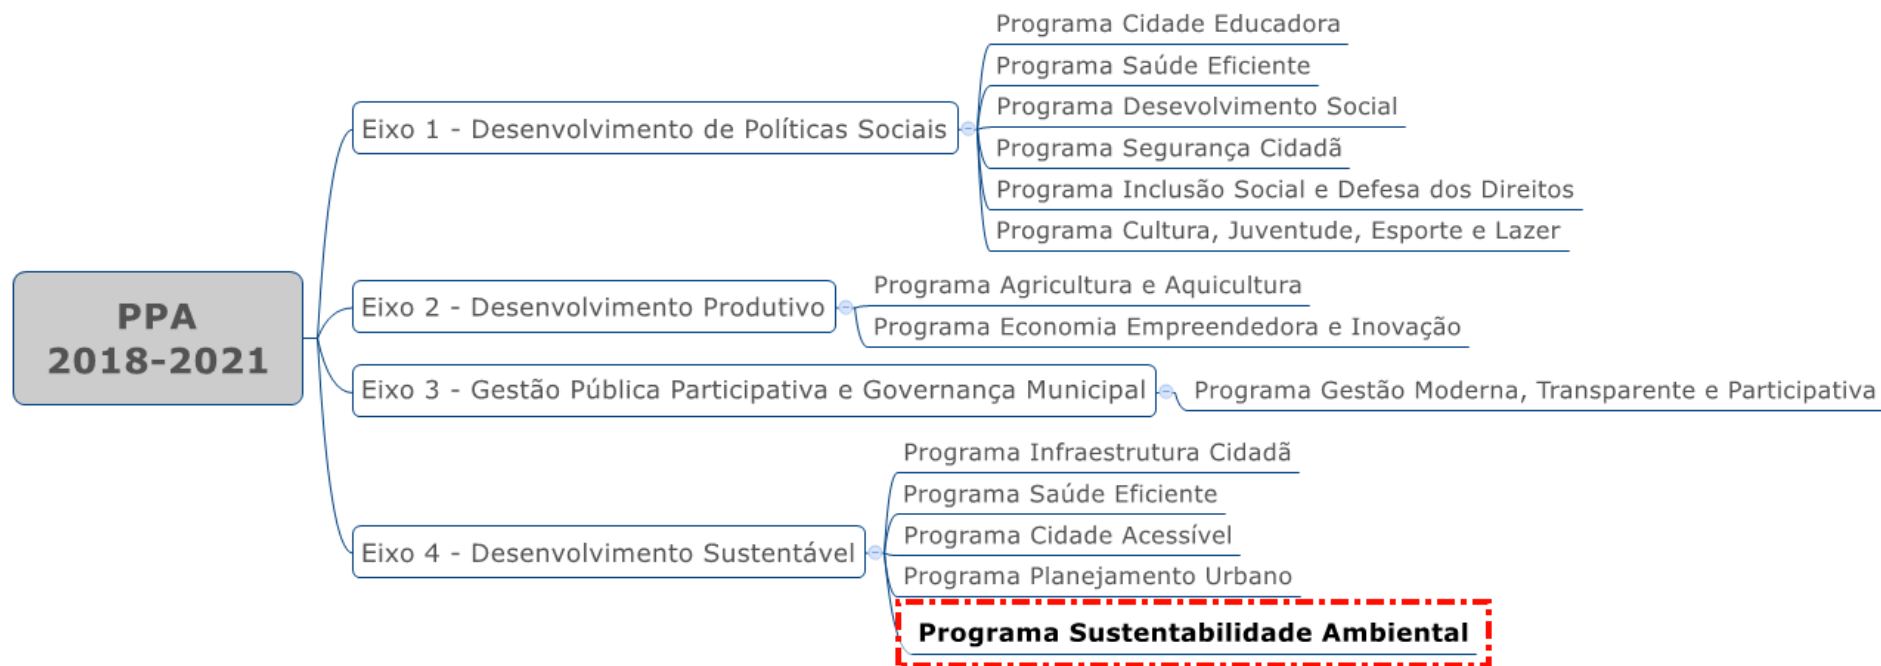 PPA
2018-2021
Eixo 1 - Desenvolvimento de Políticas Sociais
Programa Cidade Educadora
Programa Saúde Eficiente
Programa Desevolvimento Social
Programa Segurança Cidadã
Programa Inclusão Social e Defesa dos Direitos
Programa Cultura, Juventude, Esporte e Lazer
Eixo 2 - Desenvolvimento Produtivo
Programa Agricultura e Aquicultura
Programa Economia Empreendedora e Inovação
Eixo 3 - Gestão Pública Participativa e Governança Municipal
Programa Gestão Moderna, Transparente e Participativa
Eixo 4 - Desenvolvimento Sustentável
Programa Infraestrutura Cidadã
Programa Saúde Eficiente
Programa Cidade Acessível
Programa Planejamento Urbano
Programa Sustentabilidade Ambiental